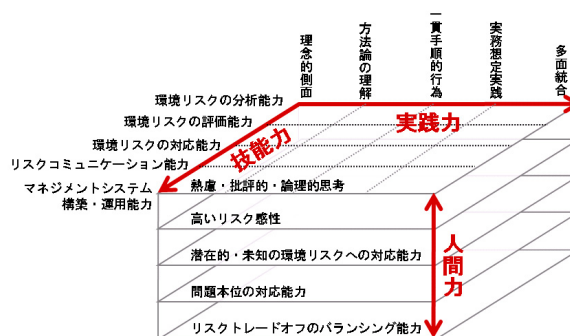 理念的側面
方法論の理解
一貫手順的行為
実務想定実践
多面統合
環境リスクの分析能力
環境リスクの評価能力
環境リスクの対応能力
リスクコミュニケーション能力
マネジメントシステム
構築・運用能力
技能力
実践力
熱慮・批評的・論理的思考
高いリスク感性
潜在的・未知の環境リスクへの対応能力
問題本位の対応能力
リスクトレードオフのバランシング能力
人間力